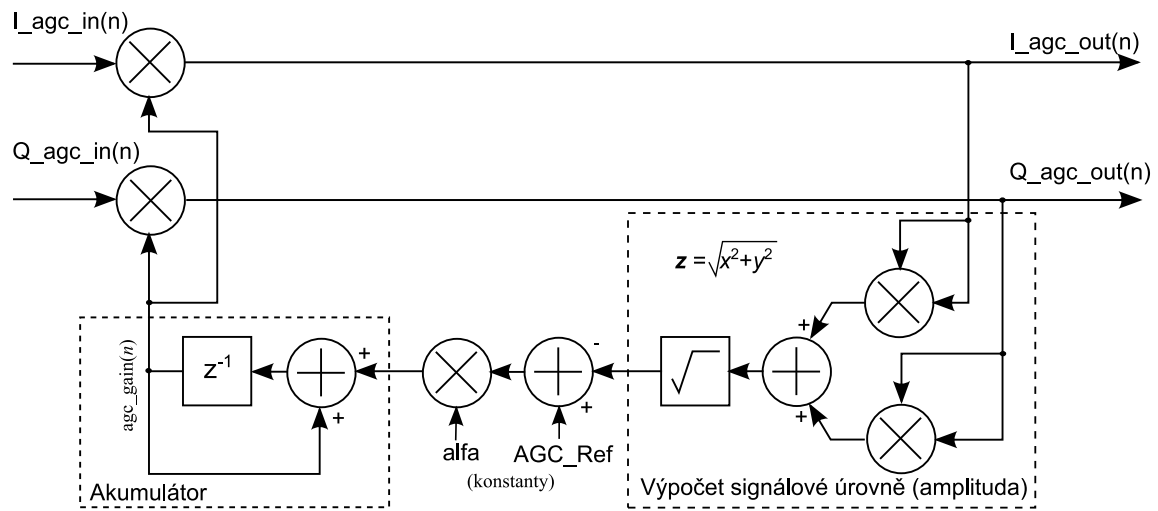 I_agc_in(n)
I_agc_out(n)
Q_agc_in(n)
Q_agc_out(n)
z = √x²+y²
+
-
+
z⁻¹
+
+
+
+
agc_gain(n)
alfa
AGC_Ref
(konstanty)
Akumulátor
Výpočet signálové úrovně (amplituda)